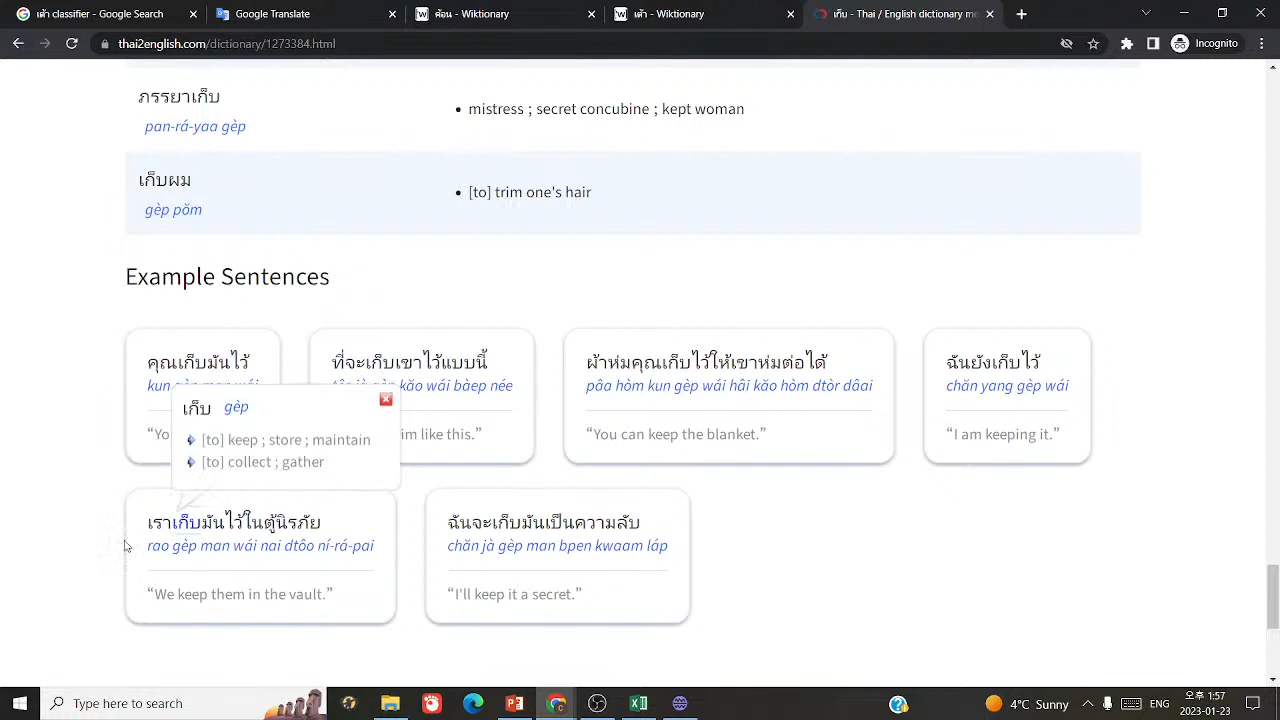 เต้า classifier - Google Search
Google Translate
W
Wiktionary
W
เต้า - Wiktionary
เก็บ - Thai / English dictionary me
thai2english.com/dictionary/1273384.html
Incognito
ภรรยาเก็บ
pan-rá-yaa gèp
mistress ; secret concubine ; kept woman
เก็บผม
gèp pǒm
[to] trim one's hair
Example Sentences
คุณเก็บมันไว้
“Yo
ที่จะเก็บเขาไว้แบบนี้
kǎo wái bàep née
im like this.”
ผ้าห่มคุณเก็บไว้ให้เขาห่มต่อได้
pâa hòm kun gèp wái hâi kǎo hòm dtòr dâai
“You can keep the blanket.”
ฉันยังเก็บไว้
chǎn yang gèp wái
“I am keeping it.”
เก็บ gèp
[to] keep ; store ; maintain
[to] collect ; gather
เราเก็บมันไว้ในตู้นิรภัย
rao gèp man wái nai dtôo ní-rá-pai
“We keep them in the vault.”
ฉันจะเก็บมันเป็นความลับ
chǎn jà gèp man bpen kwaam láp
“I'll keep it a secret.”
Type here to search
4°C Sunny
오후 1:57
2023-01-23